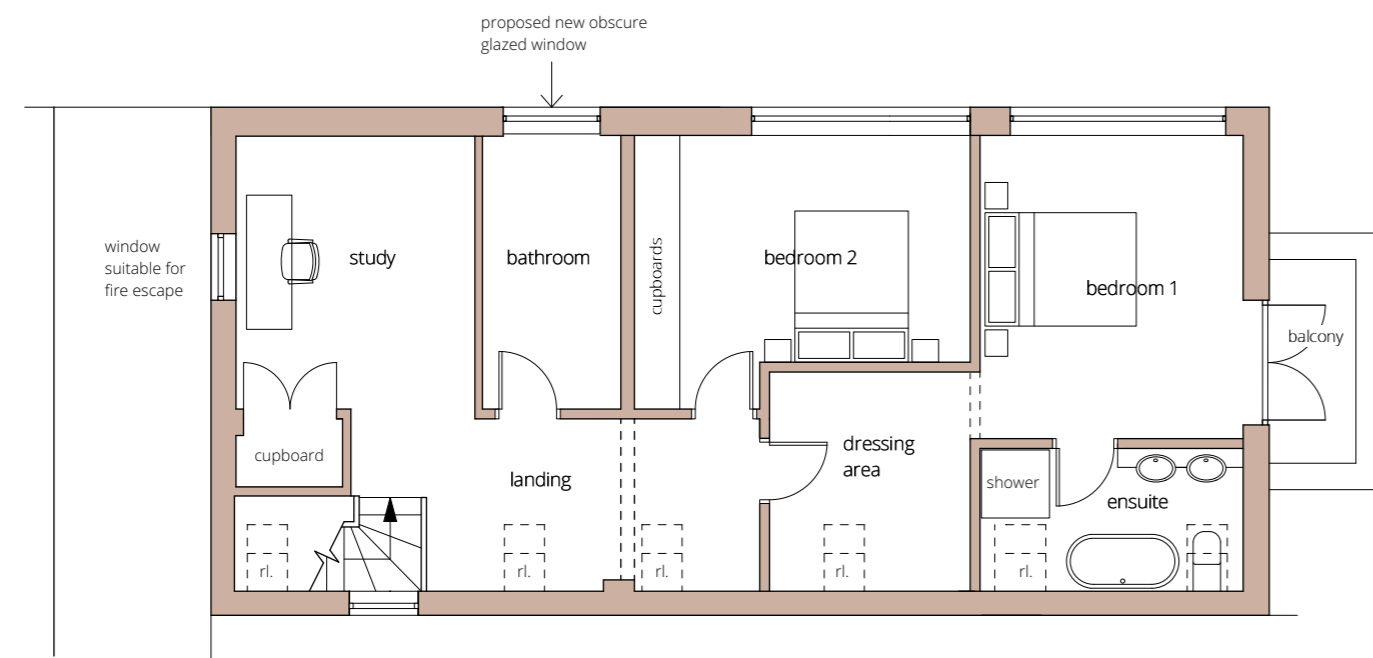 proposed new obscure
glazed window
window
suitable for
fire escape
study
bathroom
cupboards
bedroom 2
bedroom 1
balcony
cupboard
landing
dressing
area
shower
ensuite
rl.
rl.
rl.
rl.
rl.